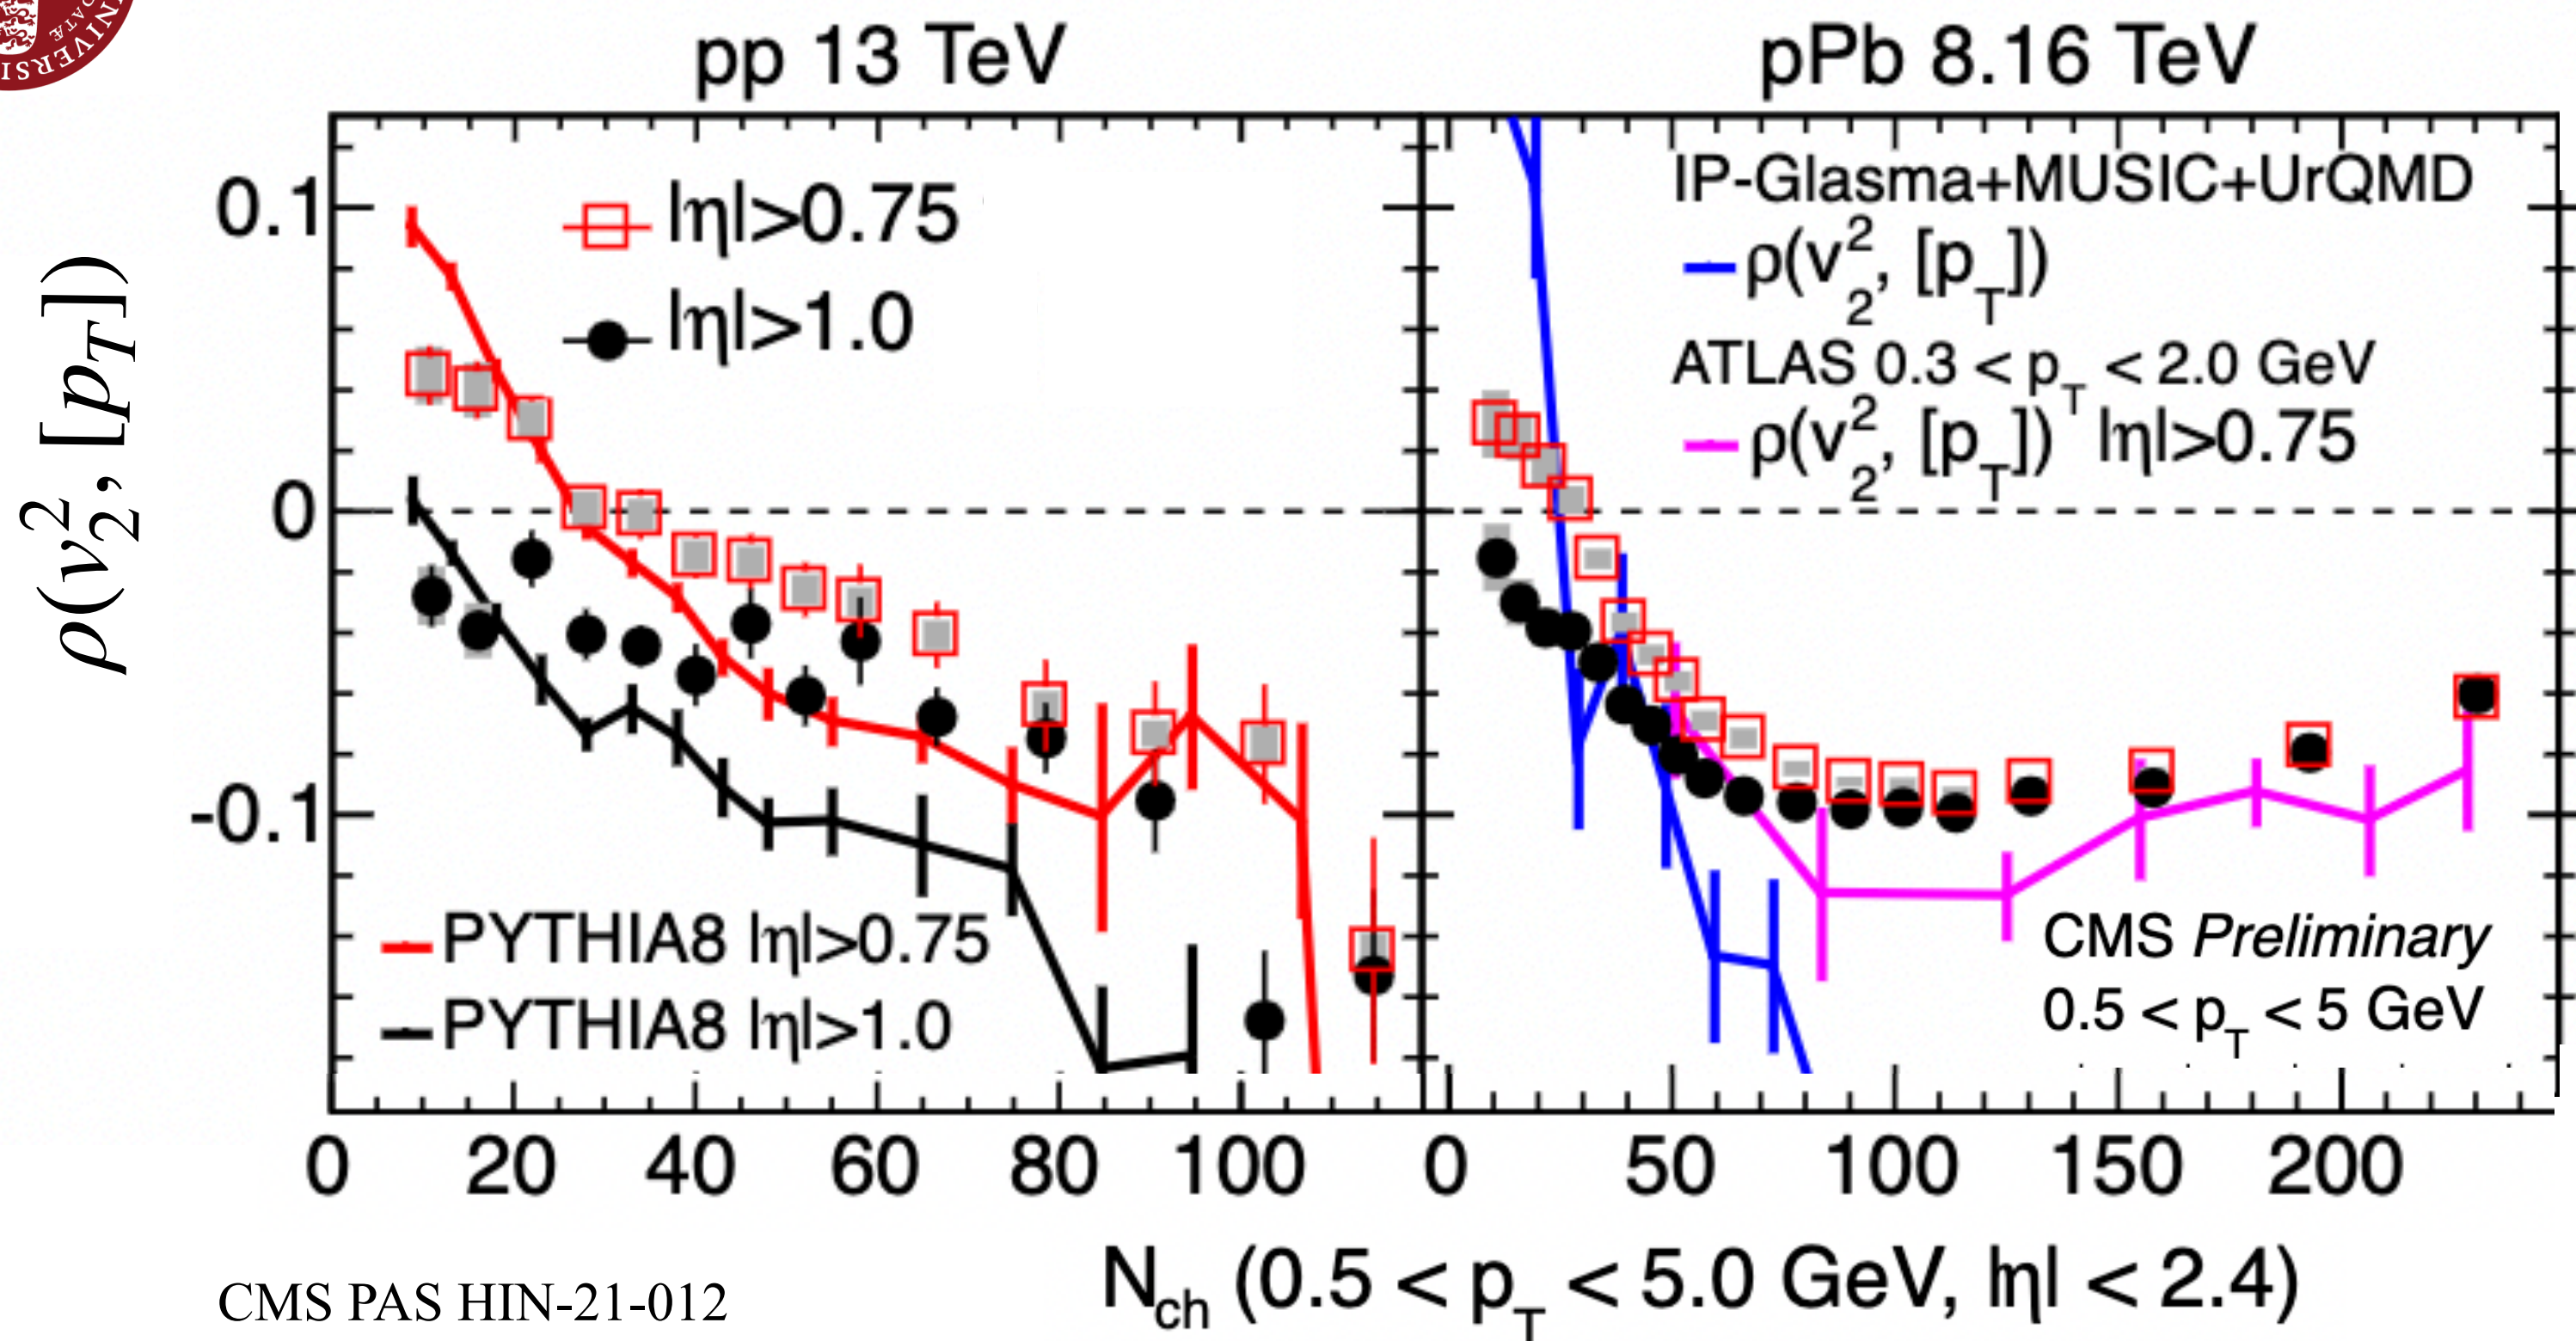 pp 13 TeV
pPb 8.16 TeV
ρ(v₂², [p_T])
0.1
0
-0.1
|η|>0.75
|η|>1.0
PYTHIA8 |η|>0.75
PYTHIA8 |η|>1.0
IP-Glasma+MUSIC+UrQMD
ρ(v₂², [p_T])
ATLAS 0.3 < p_T < 2.0 GeV
ρ(v₂², [p_T]) |η|>0.75
CMS Preliminary
0.5 < p_T < 5 GeV
0 20 40 60 80 100
0 50 100 150 200
N_ch (0.5 < p_T < 5.0 GeV, |η| < 2.4)
CMS PAS HIN-21-012